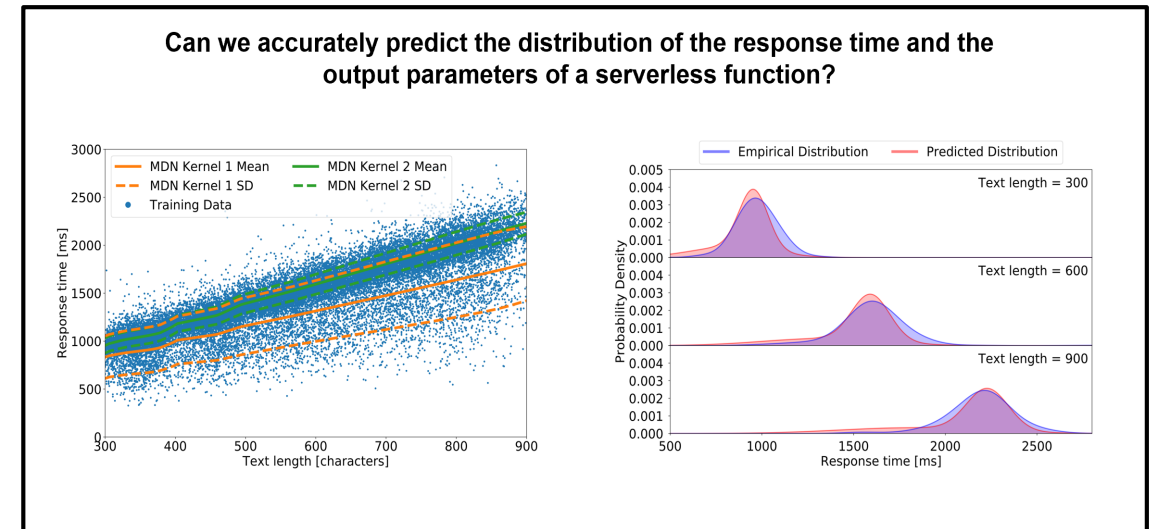 Can we accurately predict the distribution of the response time and the
output parameters of a serverless function?
3000
2500
2000
1500
1000
500
0
Response time [ms]
MDN Kernel 1 Mean
MDN Kernel 2 Mean
MDN Kernel 1 SD
MDN Kernel 2 SD
Training Data
300 400 500 600 700 800 900
Text length [characters]
Empirical Distribution Predicted Distribution
Probability Density
0.005
0.004
0.003
0.002
0.001
0.000
Text length = 300
0.004
0.003
0.002
0.001
0.000
Text length = 600
0.004
0.003
0.002
0.001
0.000
Text length = 900
500 1000 1500 2000 2500
Response time [ms]